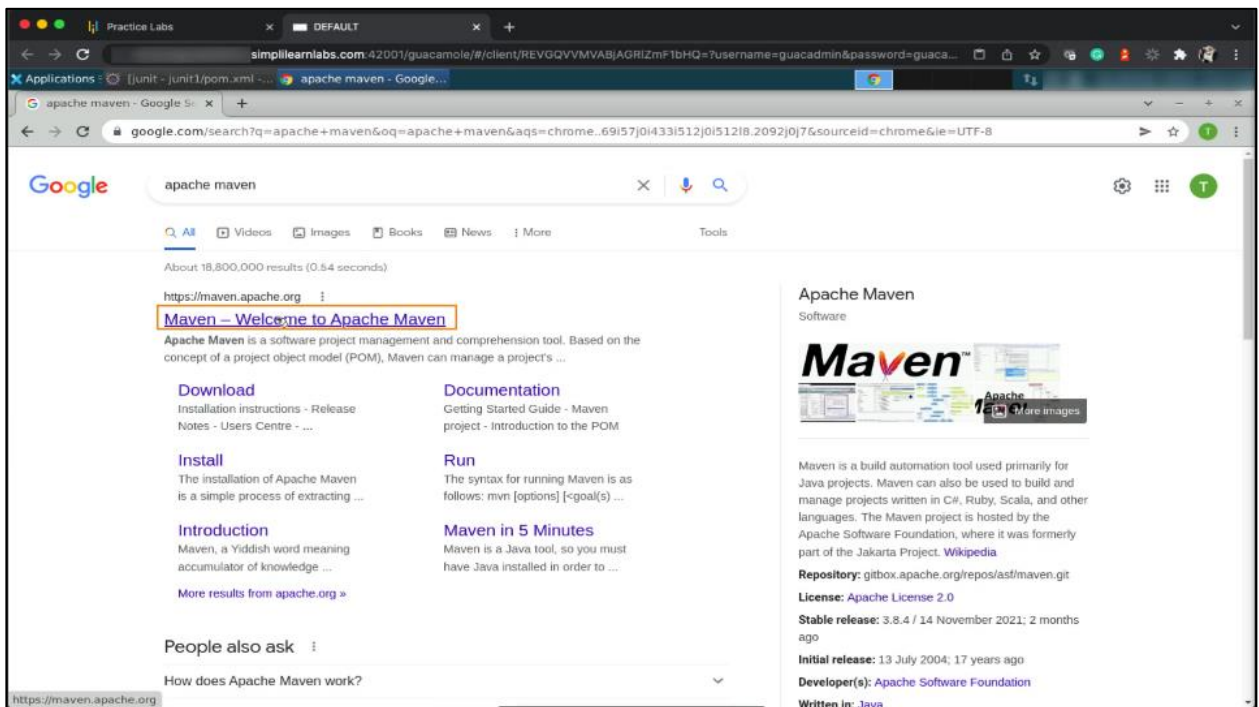 Practice Labs
DEFAULT
simplilearnlabs.com:42001/guacamole/#/client/REVGQVVMVABjAGRlZmF1bHQ=?username=guacadmin&password=guaca...
Applications
[junit - junit1/pom.xml -...
apache maven - Google...
apache maven - Google Se
google.com/search?q=apache+maven&oq=apache+maven&aqs=chrome..69i57j0i433i512j0i512l8.2092j0j7&sourceid=chrome&ie=UTF-8
Google
apache maven
T
All
Videos
Images
Books
News
More
Tools
About 18,800,000 results (0.54 seconds)
https://maven.apache.org
Maven – Welcome to Apache Maven
Apache Maven is a software project management and comprehension tool. Based on the
concept of a project object model (POM), Maven can manage a project's ...
Download
Installation instructions - Release
Notes - Users Centre - ...
Documentation
Getting Started Guide - Maven
project - Introduction to the POM
Install
The installation of Apache Maven
is a simple process of extracting ...
Run
The syntax for running Maven is as
follows: mvn [options] [<goal(s) ...
Introduction
Maven, a Yiddish word meaning
accumulator of knowledge ...
Maven in 5 Minutes
Maven is a Java tool, so you must
have Java installed in order to ...
More results from apache.org »
People also ask
How does Apache Maven work?
https://maven.apache.org
Apache Maven
Software
Maven™
Apache
More images
Maven is a build automation tool used primarily for
Java projects. Maven can also be used to build and
manage projects written in C#, Ruby, Scala, and other
languages. The Maven project is hosted by the
Apache Software Foundation, where it was formerly
part of the Jakarta Project. Wikipedia
Repository: gitbox.apache.org/repos/asf/maven.git
License: Apache License 2.0
Stable release: 3.8.4 / 14 November 2021; 2 months
ago
Initial release: 13 July 2004; 17 years ago
Developer(s): Apache Software Foundation
Written in: Java